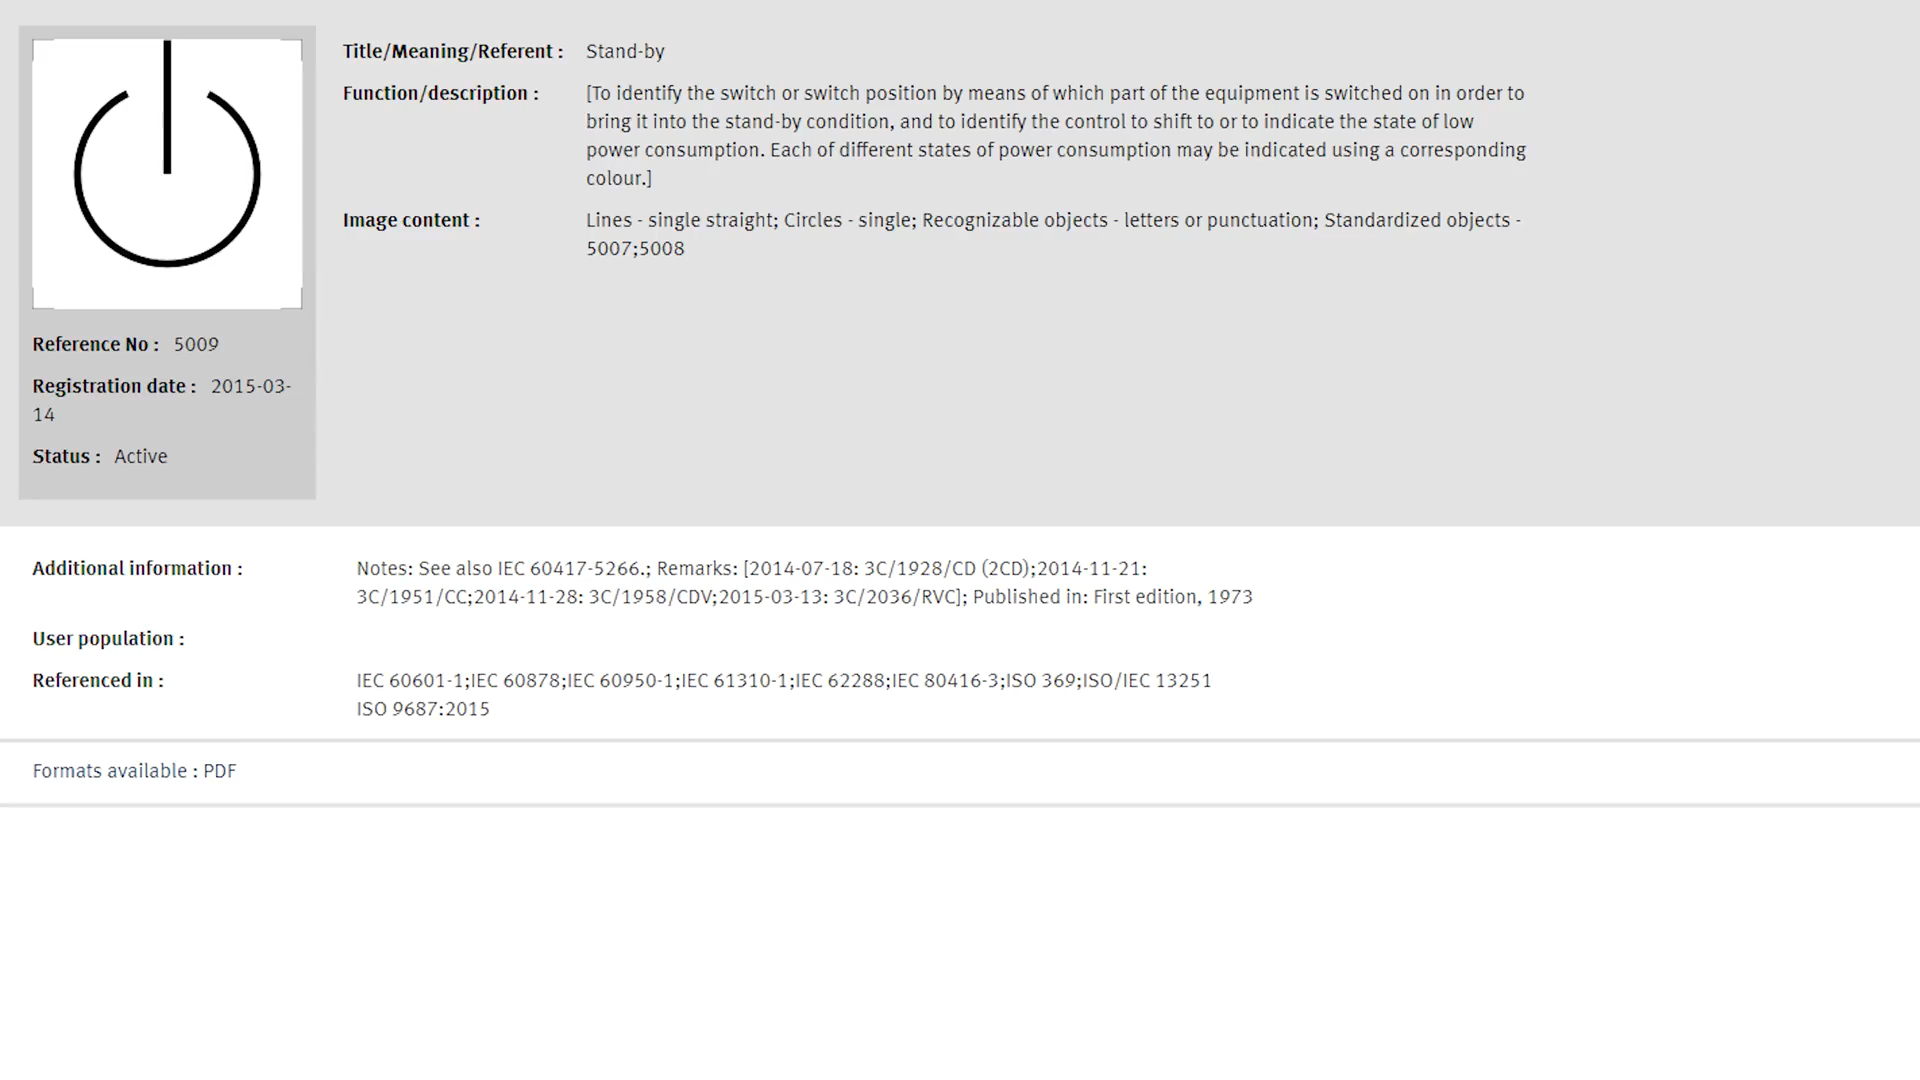 Title/Meaning/Referent : Stand-by
Function/description : [To identify the switch or switch position by means of which part of the equipment is switched on in order to
bring it into the stand-by condition, and to identify the control to shift to or to indicate the state of low
power consumption. Each of different states of power consumption may be indicated using a corresponding
colour.]
Image content : Lines - single straight; Circles - single; Recognizable objects - letters or punctuation; Standardized objects -
5007;5008
Reference No : 5009
Registration date : 2015-03-
14
Status : Active
Additional information : Notes: See also IEC 60417-5266.; Remarks: [2014-07-18: 3C/1928/CD (2CD);2014-11-21:
3C/1951/CC;2014-11-28: 3C/1958/CDV;2015-03-13: 3C/2036/RVC]; Published in: First edition, 1973
User population :
Referenced in : IEC 60601-1;IEC 60878;IEC 60950-1;IEC 61310-1;IEC 62288;IEC 80416-3;ISO 369;ISO/IEC 13251
ISO 9687:2015
Formats available : PDF